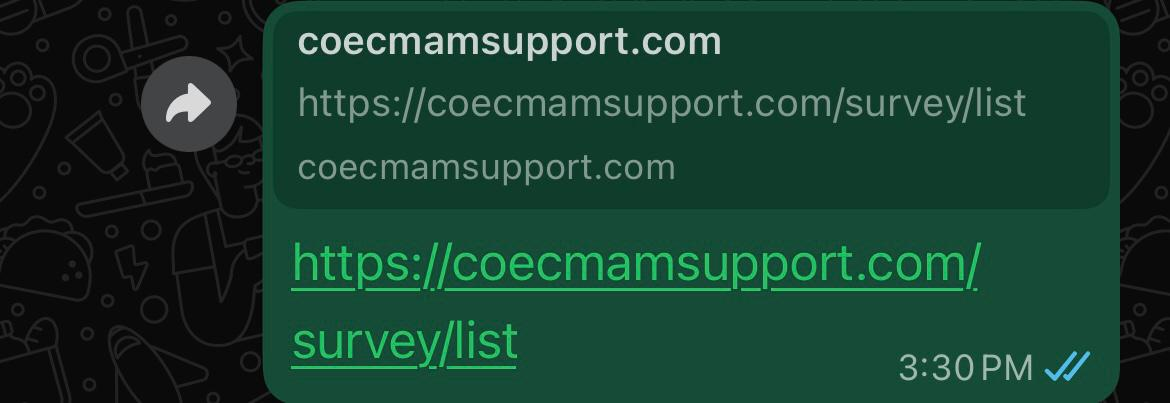 coecmamsupport.com
https://coecmamsupport.com/survey/list
coecmamsupport.com
https://coecmamsupport.com/
survey/list
3:30 PM